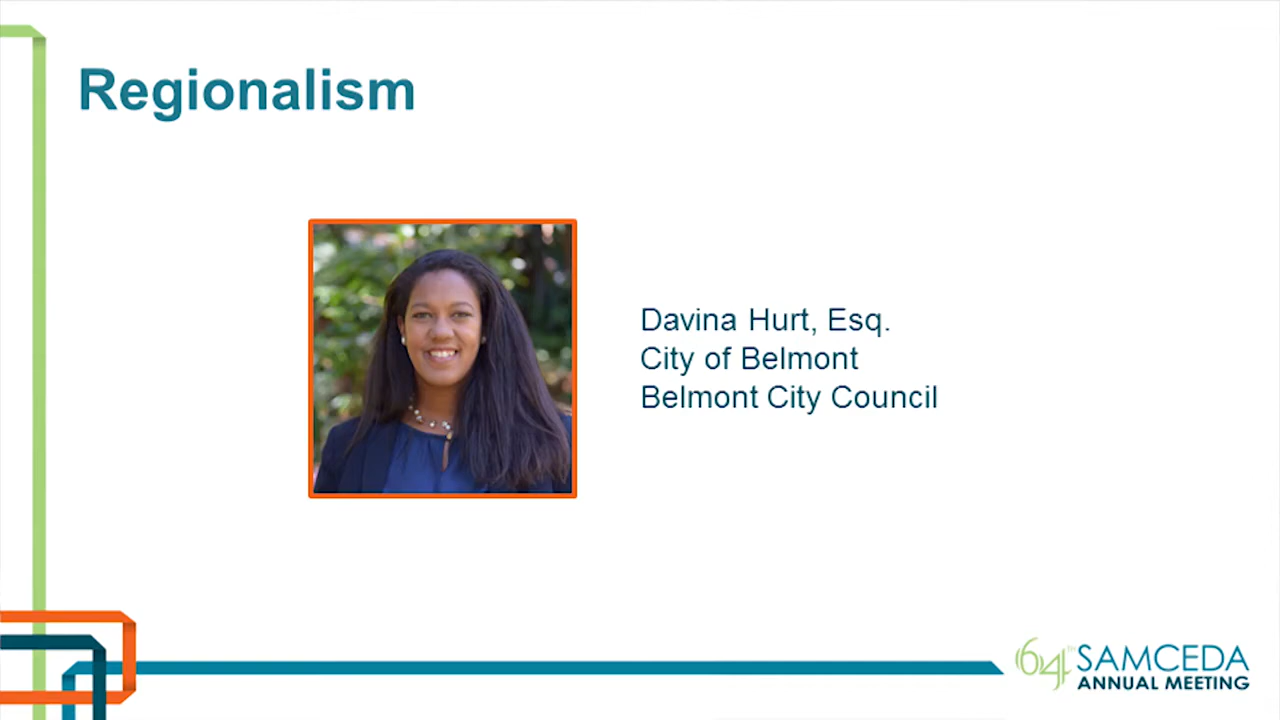 Regionalism
Davina Hurt, Esq.
City of Belmont
Belmont City Council
64TH SAMCEDA
ANNUAL MEETING